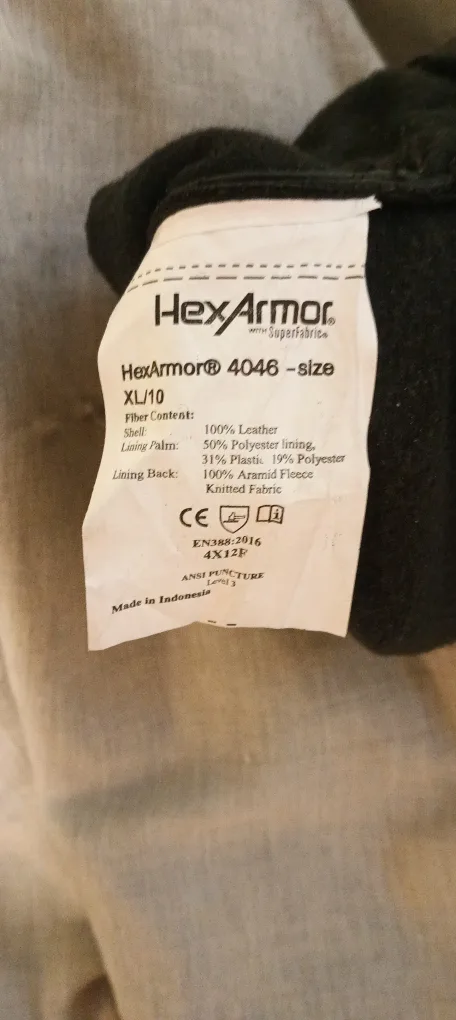 HexArmor®
WITH SuperFabric®
HexArmor® 4046 -size
XL/10
Fiber Content:
Shell: 100% Leather
Lining Palm: 50% Polyester lining,
31% Plastic 19% Polyester
Lining Back: 100% Aramid Fleece
Knitted Fabric
CE i
EN388:2016
4X12F
ANSI PUNCTURE
Level 3
Made in Indonesia